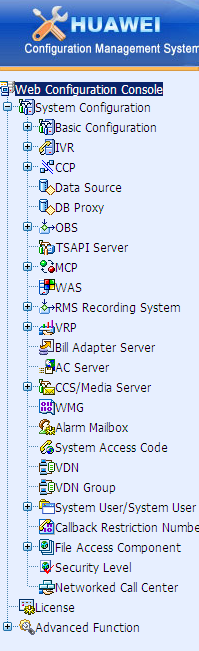 HUAWEI
Configuration Management System
Web Configuration Console
System Configuration
Basic Configuration
IVR
CCP
Data Source
DB Proxy
OBS
TSAPI Server
MCP
WAS
RMS Recording System
VRP
Bill Adapter Server
AC Server
CCS/Media Server
WMG
Alarm Mailbox
System Access Code
VDN
VDN Group
System User/System User
Callback Restriction Numbe
File Access Component
Security Level
Networked Call Center
License
Advanced Function